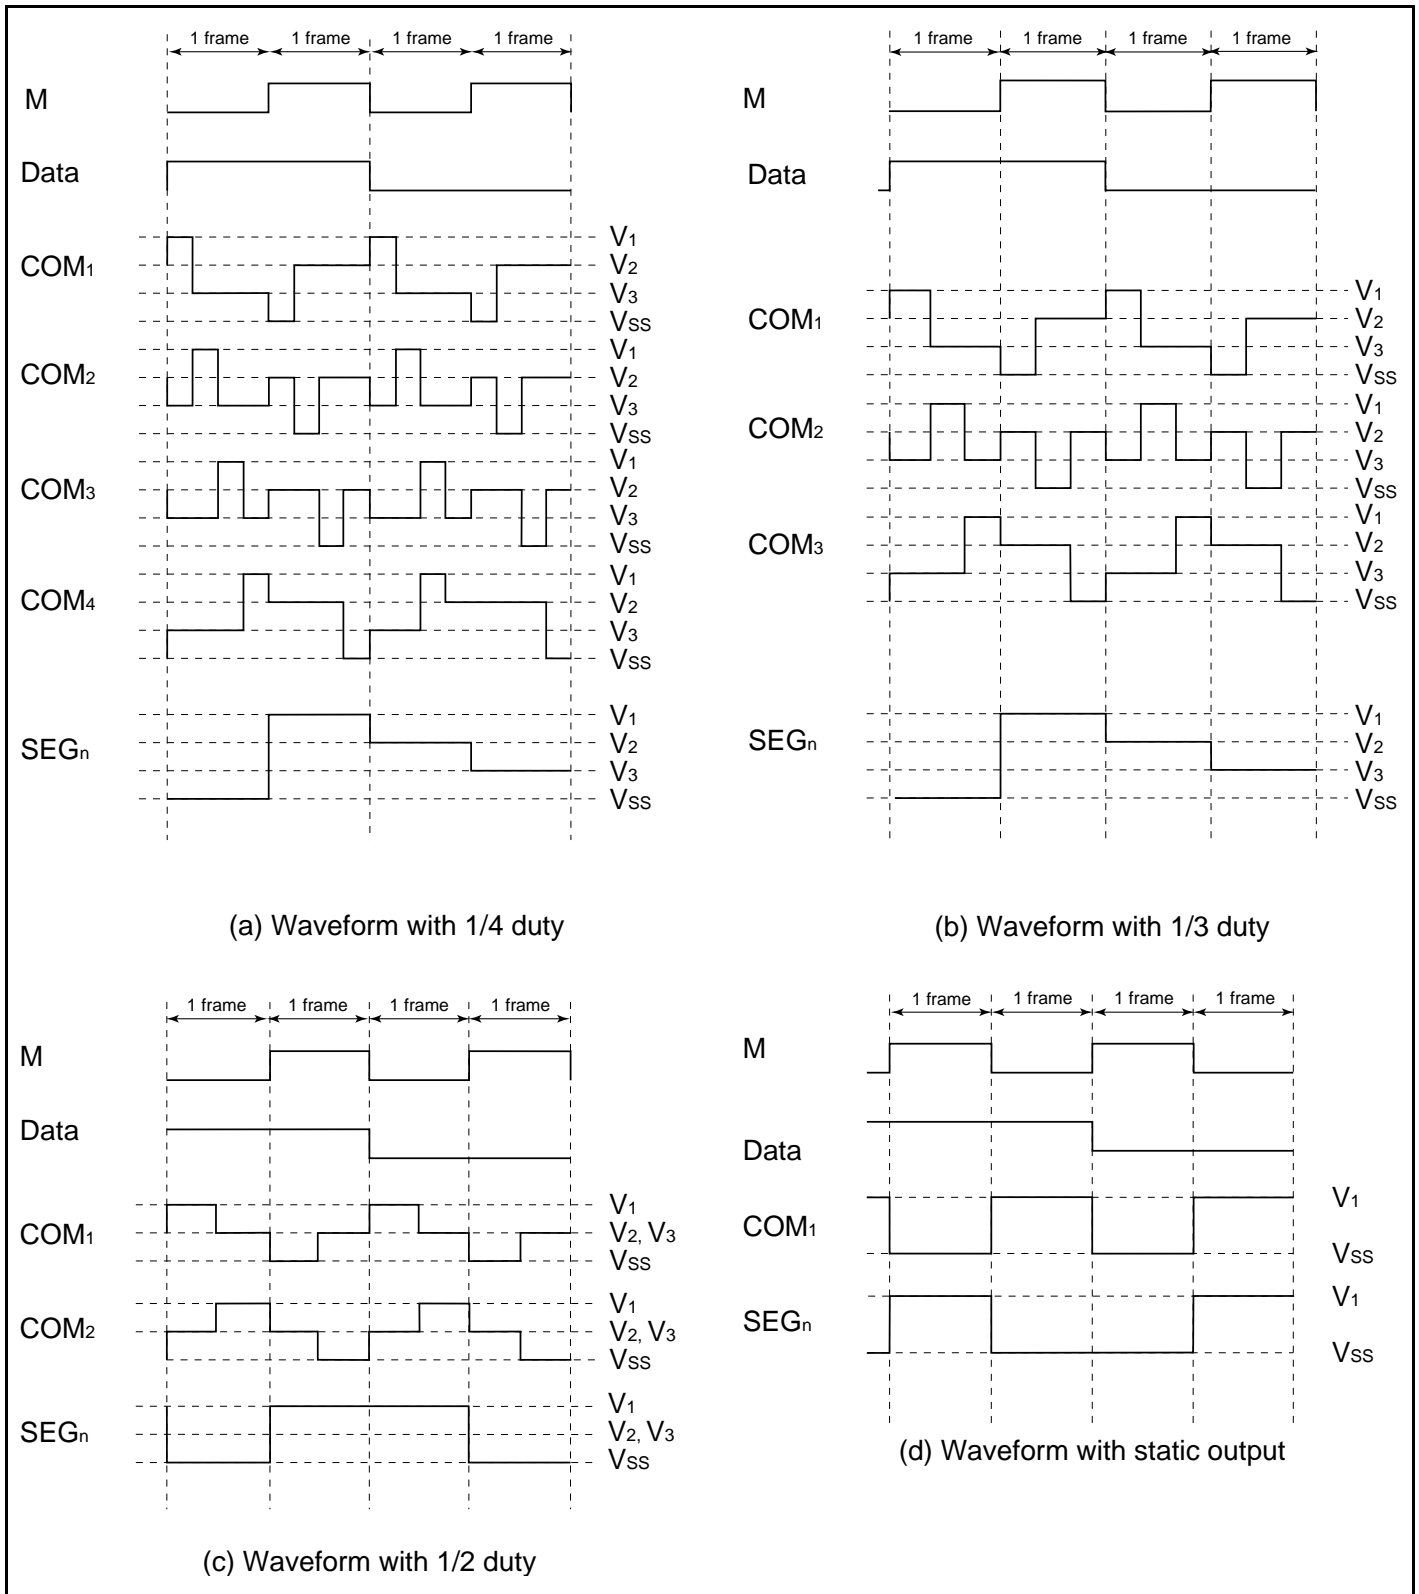 1 frame 1 frame 1 frame 1 frame
M
Data
COM1
V1
V2
V3
VSS
COM2
V1
V2
V3
VSS
COM3
V1
V2
V3
VSS
COM4
V1
V2
V3
VSS
SEGn
V1
V2
V3
VSS
(a) Waveform with 1/4 duty
1 frame 1 frame 1 frame 1 frame
M
Data
COM1
V1
V2
V3
VSS
COM2
V1
V2
V3
VSS
COM3
V1
V2
V3
VSS
SEGn
V1
V2
V3
VSS
(b) Waveform with 1/3 duty
1 frame 1 frame 1 frame 1 frame
M
Data
COM1
V1
V2, V3
VSS
COM2
V1
V2, V3
VSS
SEGn
V1
V2, V3
VSS
(c) Waveform with 1/2 duty
1 frame 1 frame 1 frame 1 frame
M
Data
COM1
V1
VSS
SEGn
V1
VSS
(d) Waveform with static output